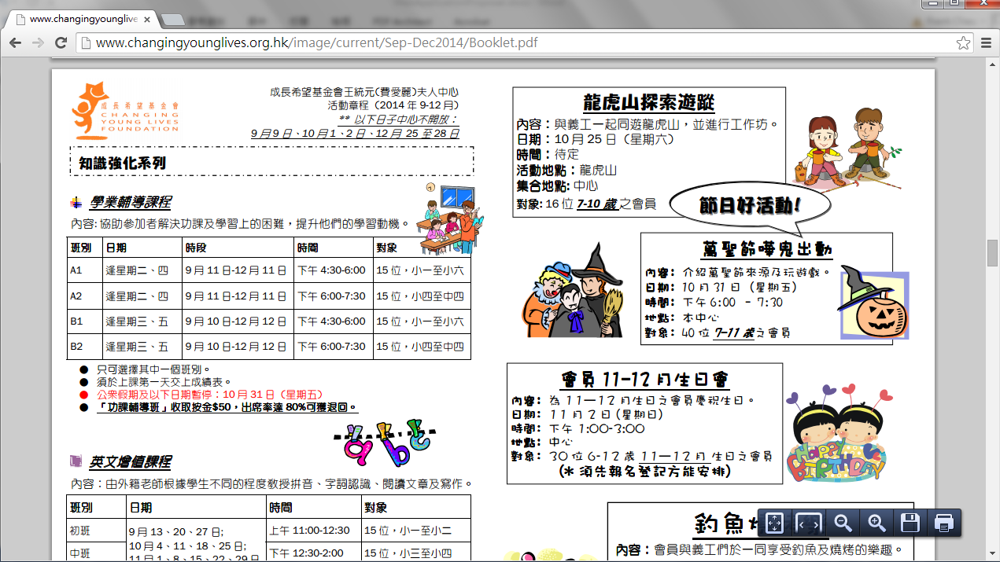 www.changingyounglive
www.changingyounglives.org.hk/image/current/Sep-Dec2014/Booklet.pdf
成長希望基金會
CHANGING
YOUNG LIVES
FOUNDATION
成長希望基金會王統元(費愛麗)夫人中心
活動章程（2014 年 9-12 月）
** 以下日子中心不開放：
9 月 9 日、10 月 1、2 日、12 月 25 至 28 日
知識強化系列
學業輔導課程
內容: 協助參加者解決功課及學習上的困難，提升他們的學習動機。
班別 日期 時段 時間 對象
A1 逢星期二、四 9 月 11 日-12 月 11 日 下午 4:30-6:00 15 位，小一至小六
A2 逢星期二、四 9 月 11 日-12 月 11 日 下午 6:00-7:30 15 位，小四至中四
B1 逢星期三、五 9 月 10 日-12 月 12 日 下午 4:30-6:00 15 位，小一至小六
B2 逢星期三、五 9 月 10 日-12 月 12 日 下午 6:00-7:30 15 位，小四至中四
● 只可選擇其中一個班別。
● 須於上課第一天交上成績表。
● 公眾假期及以下日期暫停：10 月 31 日（星期五）
● 「功課輔導班」收取按金$50，出席率達 80%可獲退回。
abc
英文增值課程
內容：由外籍老師根據學生不同的程度教授拼音、字詞認識、閱讀文章及寫作。
班別 日期 時間 對象
初班 9 月 13、20、27 日; 上午 11:00-12:30 15 位，小一至小二
10 月 4、11、18、25 日;
中班 11 月 1、8、15、22、29 日 下午 12:30-2:00 15 位，小三至小四
龍虎山探索遊蹤
內容：與義工一起同遊龍虎山，並進行工作坊。
日期：10 月 25 日（星期六）
時間：待定
活動地點：龍虎山
集合地點: 中心
對象: 16 位 7-10 歲 之會員
節日好活動!
萬聖節嘩鬼出動
內容： 介紹萬聖節來源及玩遊戲。
日期： 10 月 31 日（星期五）
時間： 下午 6:00 - 7:30
地點： 本中心
對象： 40 位 7-11 歲之會員
會員 11-12 月生日會
內容： 為 11—12 月生日之會員慶祝生日。
日期： 11 月 2 日 (星期日)
時間： 下午 1:00-3:00
地點： 中心
對象： 30 位 6-12 歲 11—12 月 生日之會員
(* 須先報名登記方能安排)
HAPPY
BIRTHDAY
釣魚
內容：會員與義工們於一同享受釣魚及燒烤的樂趣。